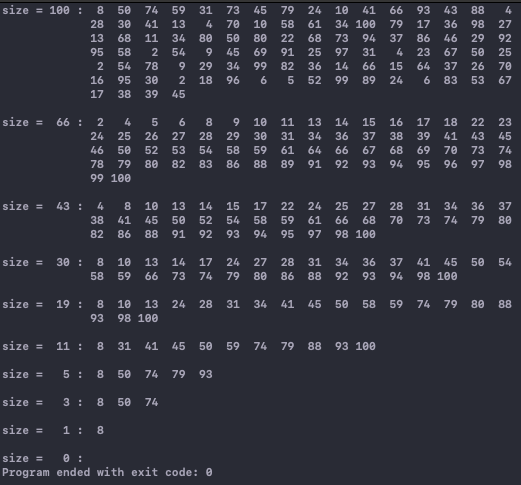 size = 100 : 8 50 74 59 31 73 45 79 24 10 41 66 93 43 88 4
28 30 41 13 4 70 10 58 61 34 100 79 17 36 98 27
13 68 11 34 80 50 80 22 68 73 94 37 86 46 29 92
95 58 2 54 9 45 69 91 25 97 31 4 23 67 50 25
2 54 78 9 29 34 99 82 36 14 66 15 64 37 26 70
16 95 30 2 18 96 6 5 52 99 89 24 6 83 53 67
17 38 39 45
size = 66 : 2 4 5 6 8 9 10 11 13 14 15 16 17 18 22 23
24 25 26 27 28 29 30 31 34 36 37 38 39 41 43 45
46 50 52 53 54 58 59 61 64 66 67 68 69 70 73 74
78 79 80 82 83 86 88 89 91 92 93 94 95 96 97 98
99 100
size = 43 : 4 8 10 13 14 15 17 22 24 25 27 28 31 34 36 37
38 41 45 50 52 54 58 59 61 66 68 70 73 74 79 80
82 86 88 91 92 93 94 95 97 98 100
size = 30 : 8 10 13 14 17 24 27 28 31 34 36 37 41 45 50 54
58 59 66 73 74 79 80 86 88 92 93 94 98 100
size = 19 : 8 10 13 24 28 31 34 41 45 50 58 59 74 79 80 88
93 98 100
size = 11 : 8 31 41 45 50 59 74 79 88 93 100
size = 5 : 8 50 74 79 93
size = 3 : 8 50 74
size = 1 : 8
size = 0 :
Program ended with exit code: 0